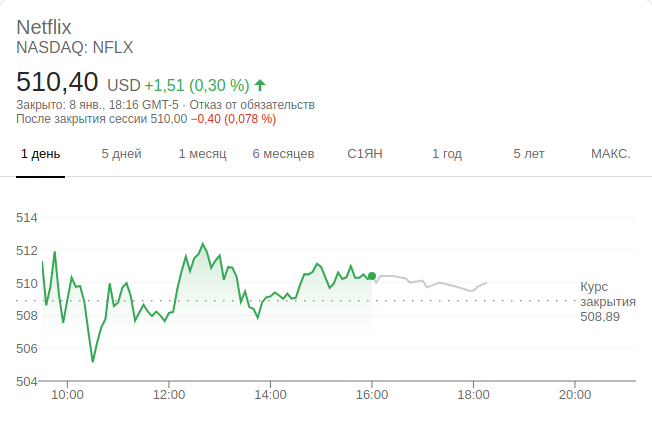 Netflix
NASDAQ: NFLX
510,40 USD +1,51 (0,30 %)
Закрыто: 8 янв., 18:16 GMT-5 · Отказ от обязательств
После закрытия сессии 510,00 −0,40 (0,078 %)
1 день 5 дней 1 месяц 6 месяцев С1ЯН 1 год 5 лет МАКС.
514
512
510
508
506
504
Курс
закрытия
508,89
10:00 12:00 14:00 16:00 18:00 20:00